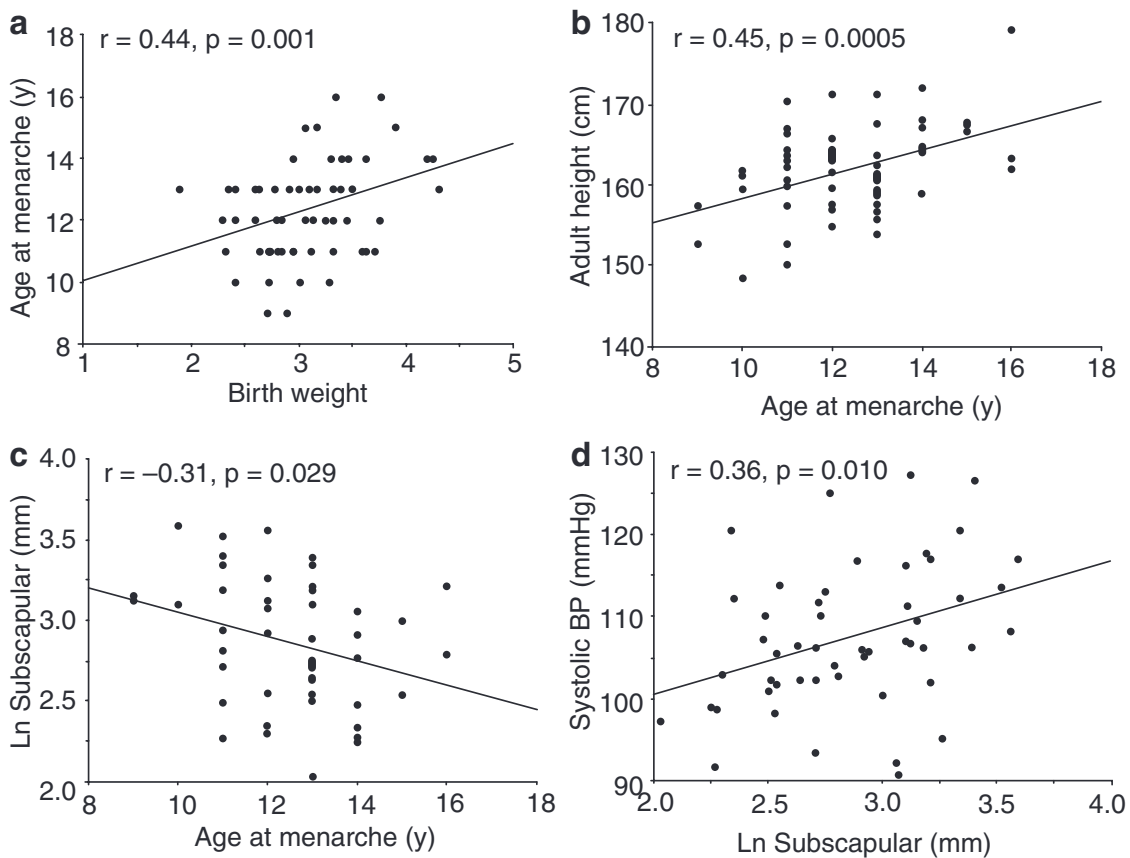 a
r = 0.44, p = 0.001
Age at menarche (y)
18
16
14
12
10
8
1 2 3 4 5
Birth weight
b
r = 0.45, p = 0.0005
Adult height (cm)
180
170
160
150
140
8 10 12 14 16 18
Age at menarche (y)
c
r = –0.31, p = 0.029
Ln Subscapular (mm)
4.0
3.5
3.0
2.5
2.0
8 10 12 14 16 18
Age at menarche (y)
d
r = 0.36, p = 0.010
Systolic BP (mmHg)
130
120
110
100
90
2.0 2.5 3.0 3.5 4.0
Ln Subscapular (mm)